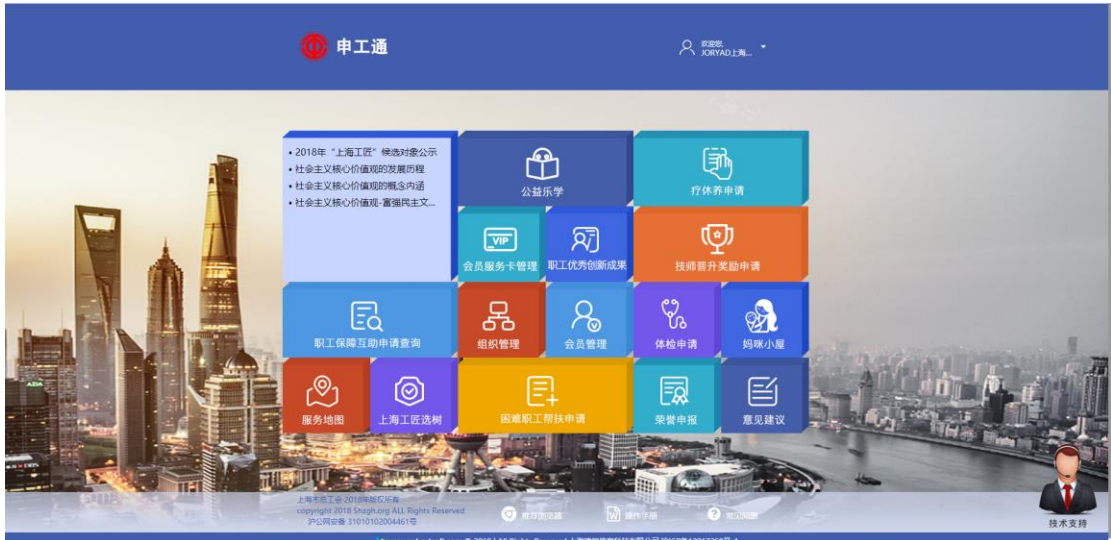 申工通
欢迎您,
JORYAD上海...
• 2018年“上海工匠”候选对象公示
• 社会主义核心价值观的发展历程
• 社会主义核心价值观的概念内涵
• 社会主义核心价值观-富强民主文...
公益乐学
疗休养申请
VIP
会员服务卡管理
职工优秀创新成果
技师晋升奖励申请
职工保障互助申请查询
组织管理
会员管理
体检申请
妈咪小屋
服务地图
上海工匠选树
困难职工帮扶申请
荣誉申报
意见建议
上海市总工会 2018年版权所有
copyright 2018 Shzgh.org ALL Rights Reserved
沪公网安备 31010102004461号
推荐浏览器
操作手册
常见问题
技术支持